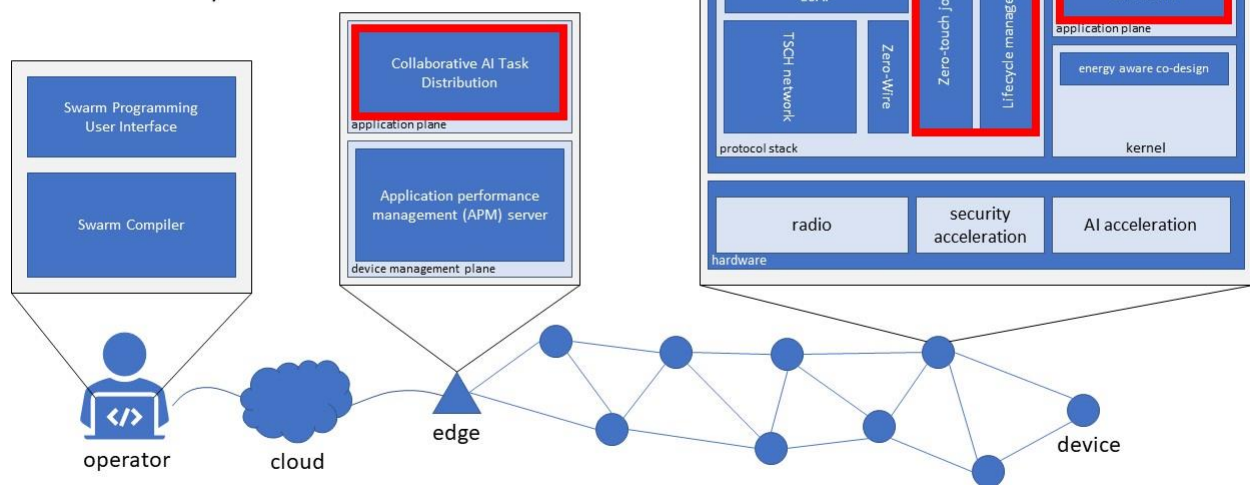 Swarm Programming
User Interface
Swarm Compiler
Collaborative AI Task
Distribution
application plane
Application performance
management (APM) server
device management plane
TSCH network
Zero-Wire
Zero-touch
Lifecycle
protocol stack
application plane
energy aware co-design
kernel
radio
security
acceleration
AI acceleration
hardware
operator
cloud
edge
device